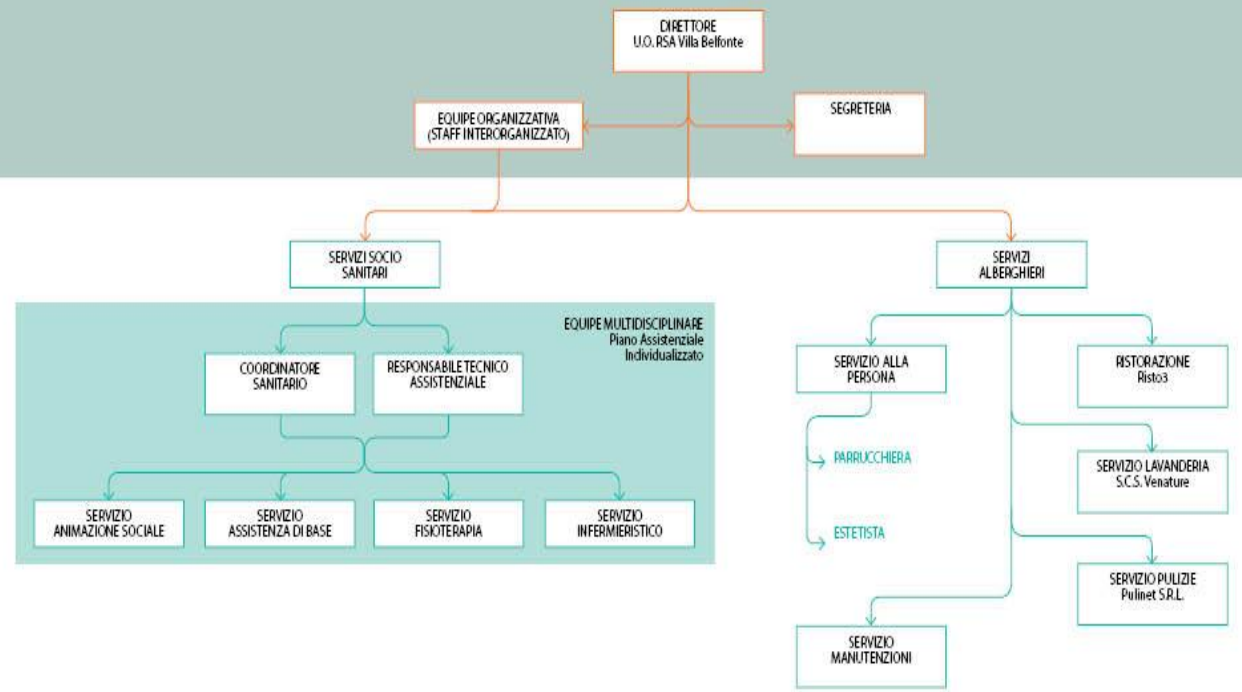 DIRETTORE
U.O. RSA Villa Belfonte
EQUIPE ORGANIZZATIVA
(STAFF INTERORGANIZZATO)
SEGRETERIA
SERVIZI SOCIO
SANITARI
SERVIZI
ALBERGHIERI
EQUIPE MULTIDISCIPLINARE
Piano Assistenziale
Individualizzato
COORDINATORE
SANITARIO
RESPONSABILE TECNICO
ASSISTENZIALE
SERVIZIO
ANIMAZIONE SOCIALE
SERVIZIO
ASSISTENZA DI BASE
SERVIZIO
FISIOTERAPIA
SERVIZIO
INFERMIERISTICO
SERVIZIO ALLA
PERSONA
PARRUCCHIERA
ESTETISTA
RISTORAZIONE
Risto3
SERVIZIO LAVANDERIA
S.C.S. Venature
SERVIZIO PULIZIE
Pulinet S.R.L.
SERVIZIO
MANUTENZIONI